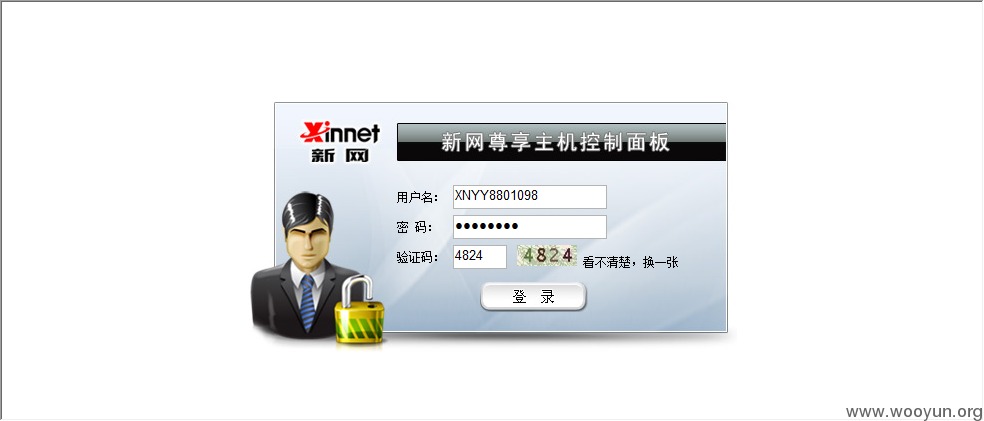 Xinnet
新网
新网尊享主机控制面板
用户名： XNYY8801098
密 码： ●●●●●●●●
验证码： 4824 4824 看不清楚，换一张
登 录
www.wooyun.org